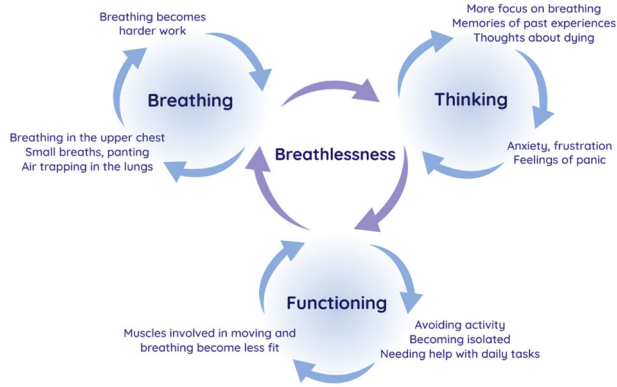 Breathing becomes
harder work
Breathing
Breathing in the upper chest
Small breaths, panting
Air trapping in the lungs
More focus on breathing
Memories of past experiences
Thoughts about dying
Thinking
Anxiety, frustration
Feelings of panic
Breathlessness
Functioning
Avoiding activity
Becoming isolated
Needing help with daily tasks
Muscles involved in moving and
breathing become less fit